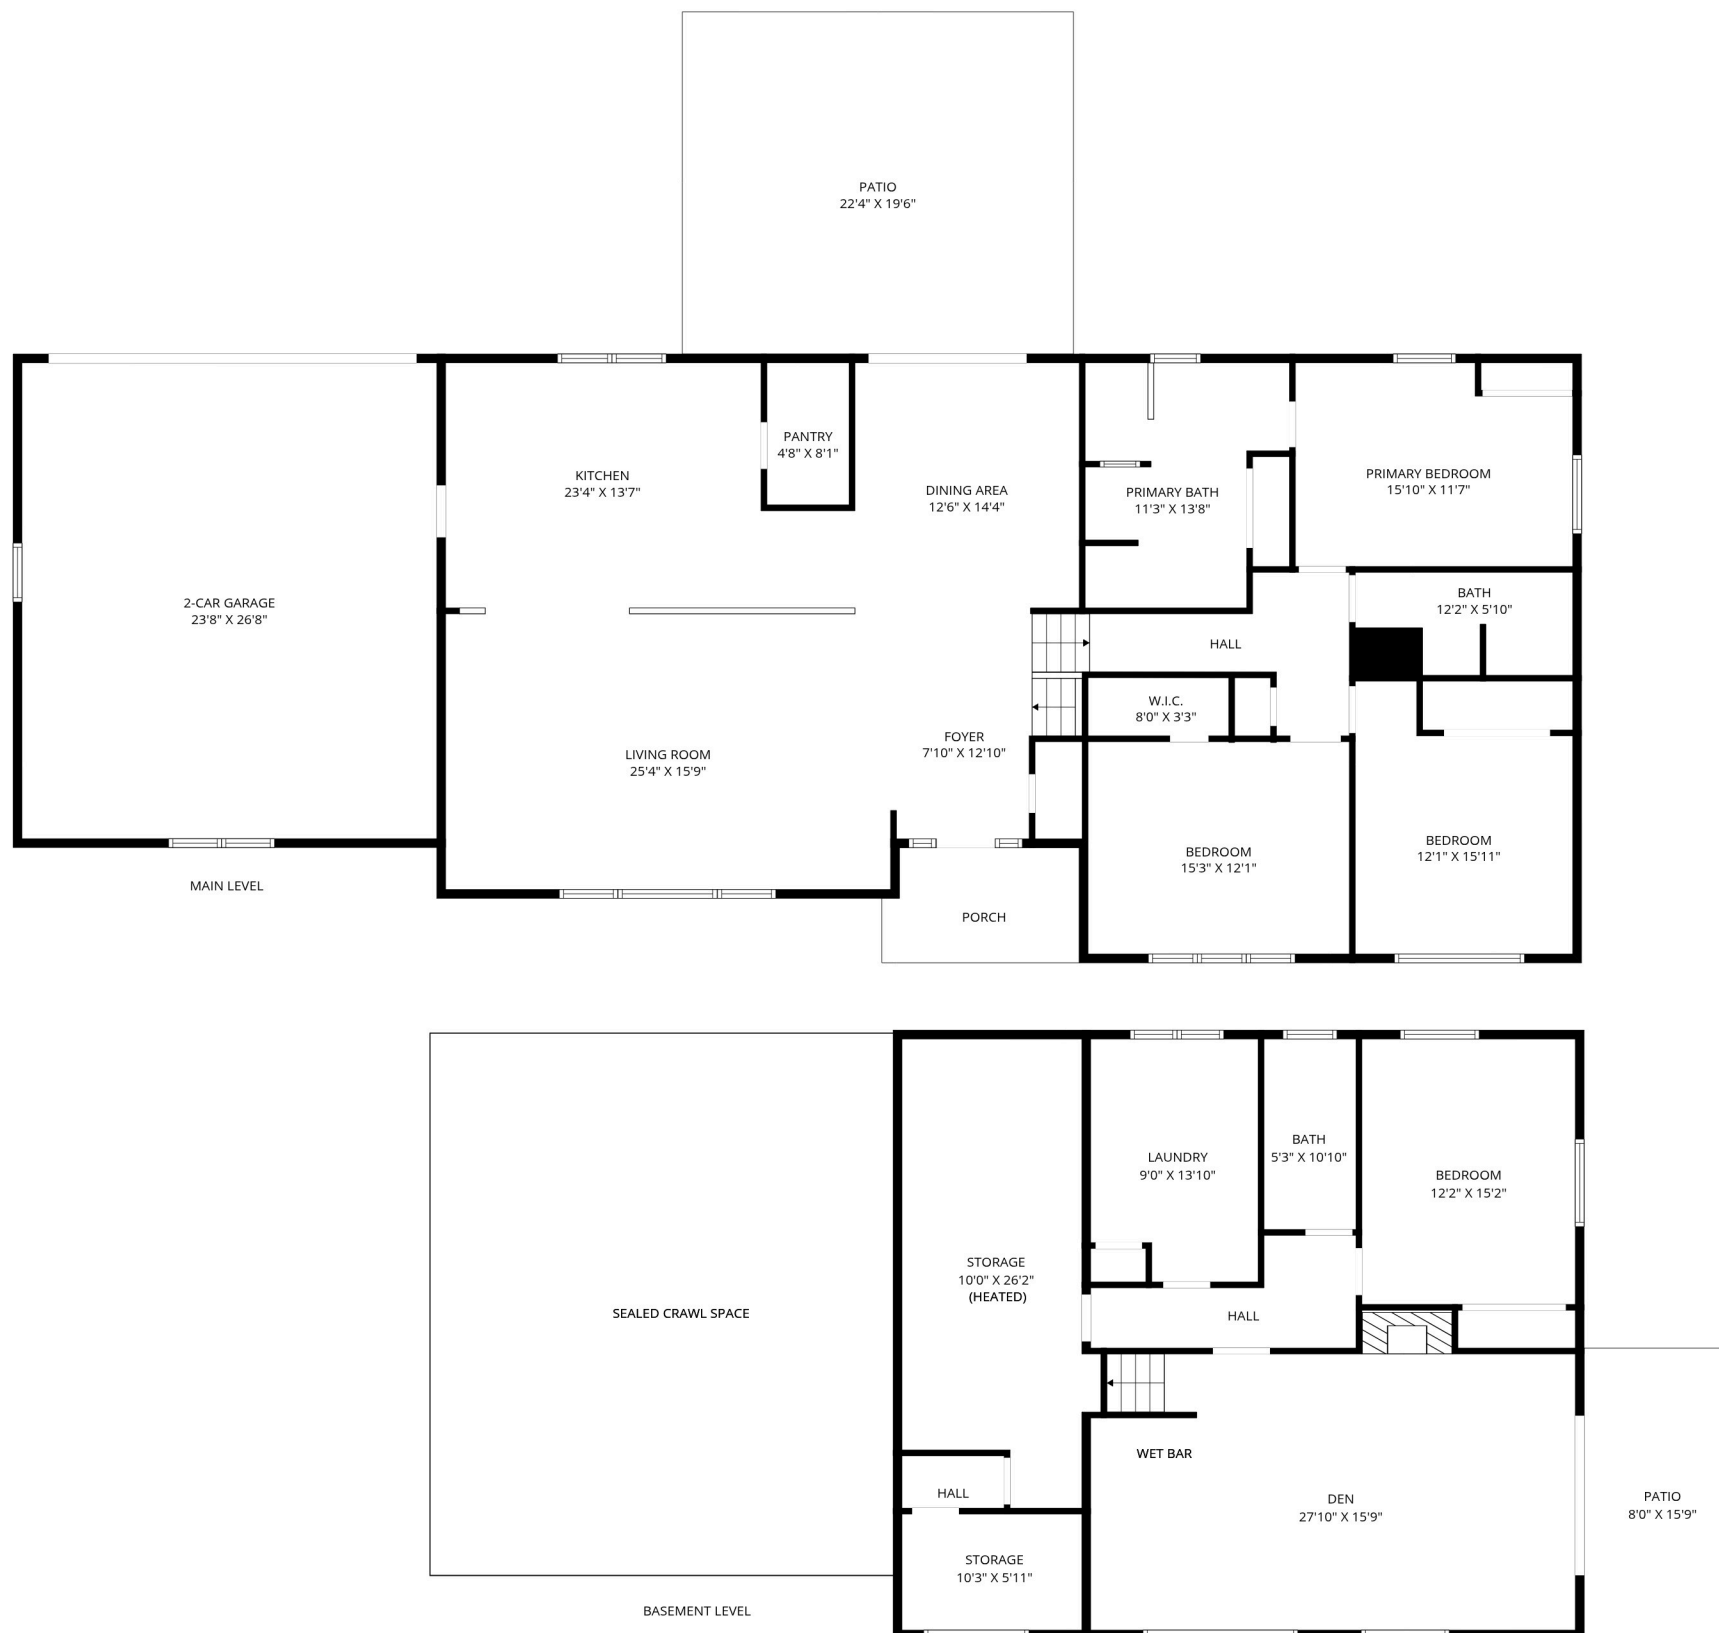 PATIO
22'4" X 19'6"
PANTRY
4'8" X 8'1"
KITCHEN
23'4" X 13'7"
DINING AREA
12'6" X 14'4"
PRIMARY BATH
11'3" X 13'8"
PRIMARY BEDROOM
15'10" X 11'7"
2-CAR GARAGE
23'8" X 26'8"
BATH
12'2" X 5'10"
HALL
W.I.C.
8'0" X 3'3"
FOYER
7'10" X 12'10"
LIVING ROOM
25'4" X 15'9"
BEDROOM
15'3" X 12'1"
BEDROOM
12'1" X 15'11"
MAIN LEVEL
PORCH
LAUNDRY
9'0" X 13'10"
BATH
5'3" X 10'10"
BEDROOM
12'2" X 15'2"
STORAGE
10'0" X 26'2"
(HEATED)
SEALED CRAWL SPACE
HALL
WET BAR
HALL
DEN
27'10" X 15'9"
PATIO
8'0" X 15'9"
STORAGE
10'3" X 5'11"
BASEMENT LEVEL